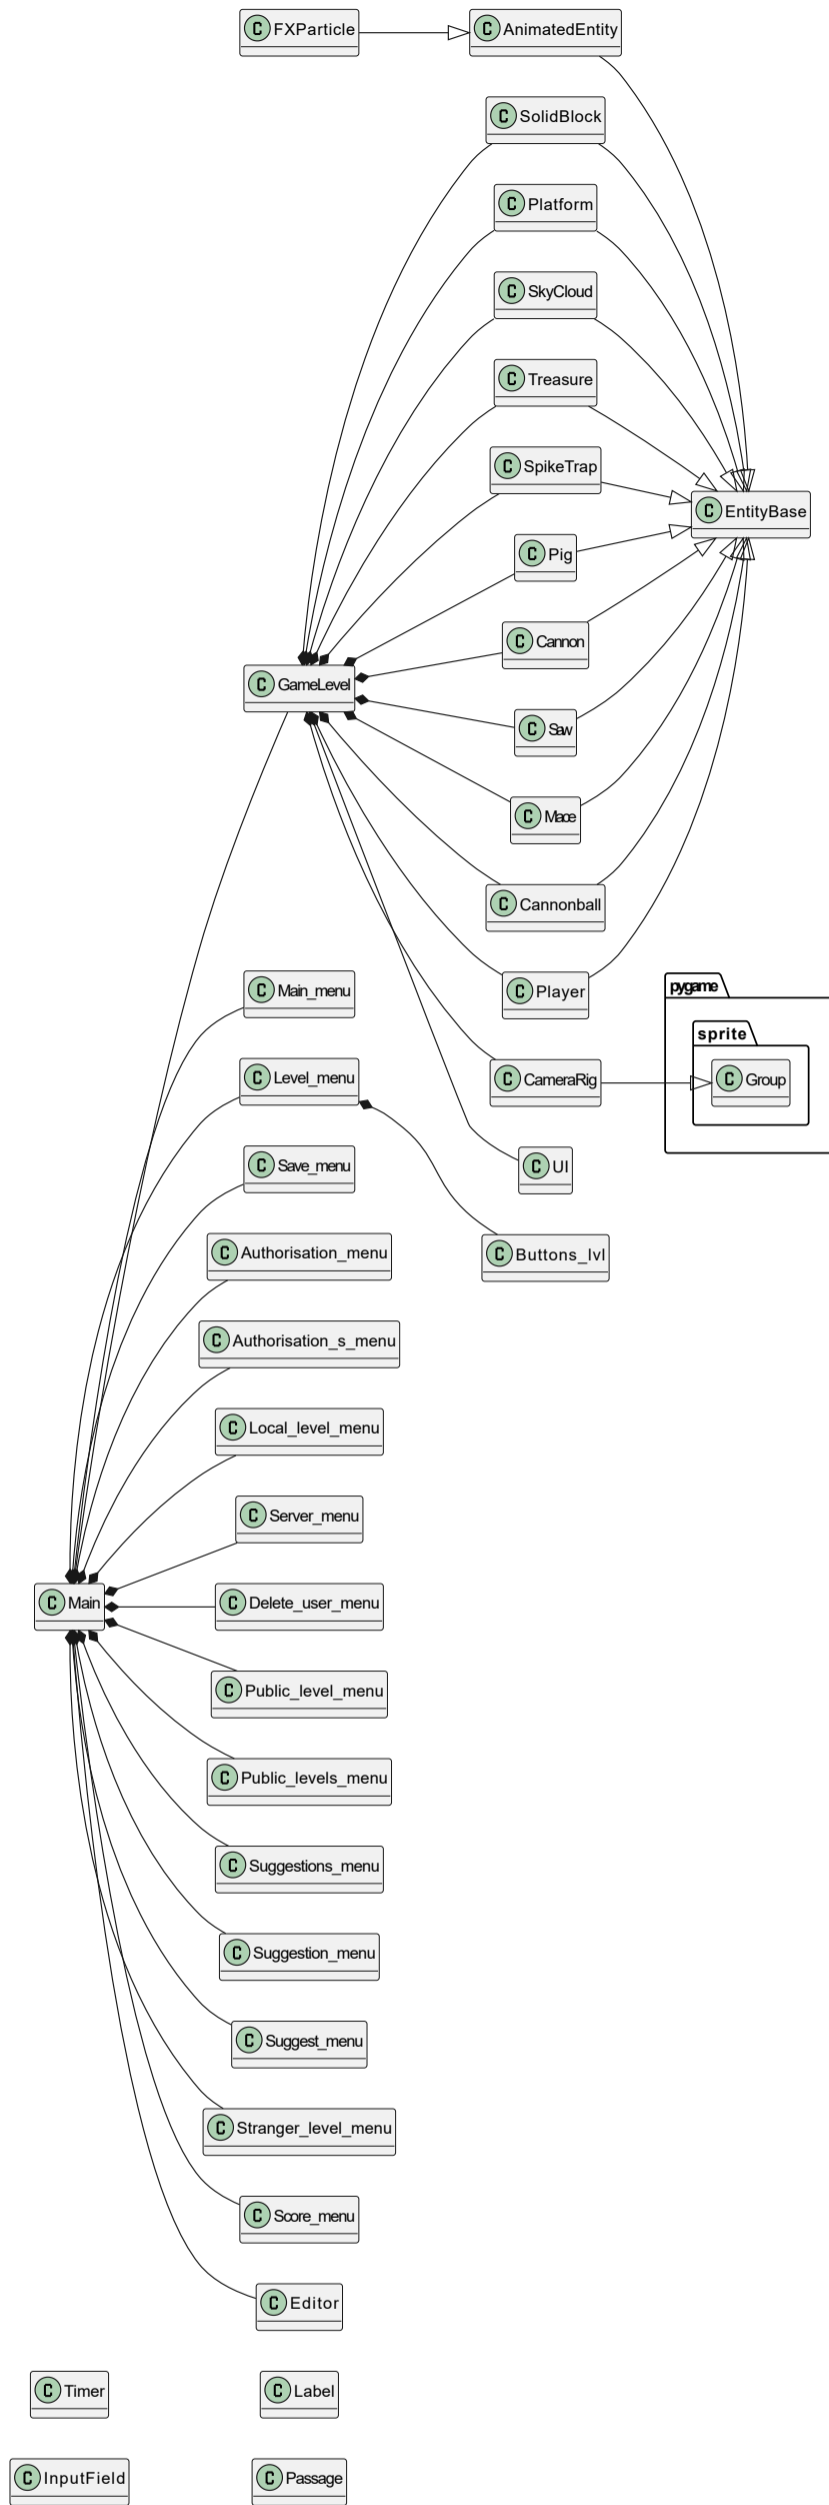 C FXParticle
C AnimatedEntity
C SolidBlock
C Platform
C SkyCloud
C Treasure
C SpikeTrap
C EntityBase
C Pig
C Cannon
C GameLevel
C Saw
C Mace
C Cannonball
C Main_menu
C Player
pygame
sprite
C Level_menu
C CameraRig
C Group
C Save_menu
C UI
C Authorisation_menu
C Buttons_lvl
C Authorisation_s_menu
C Local_level_menu
C Server_menu
C Main
C Delete_user_menu
C Public_level_menu
C Public_levels_menu
C Suggestions_menu
C Suggestion_menu
C Suggest_menu
C Stranger_level_menu
C Score_menu
C Editor
C Timer
C Label
C InputField
C Passage